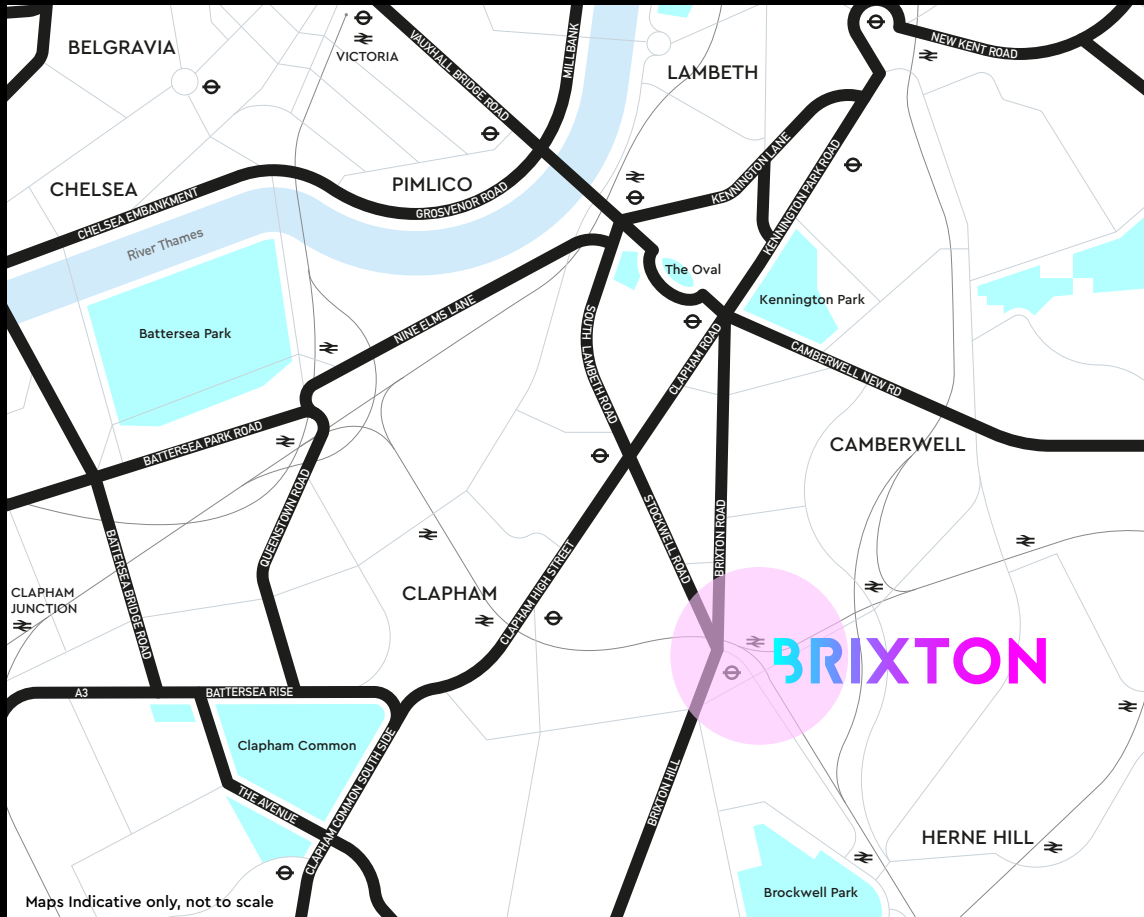 BELGRAVIA
VICTORIA
VAUXHALL BRIDGE ROAD
MILLBANK
LAMBETH
NEW KENT ROAD
CHELSEA
CHELSEA EMBANKMENT
River Thames
PIMLICO
GROSVENOR ROAD
KENNINGTON LANE
KENNINGTON PARK ROAD
The Oval
Kennington Park
Battersea Park
NINE ELMS LANE
SOUTH LAMBETH ROAD
CLAPHAM ROAD
CAMBERWELL NEW RD
CAMBERWELL
BATTERSEA PARK ROAD
QUEENSTOWN ROAD
BATTERSEA BRIDGE ROAD
STOCKWELL ROAD
BRIXTON ROAD
CLAPHAM
JUNCTION
CLAPHAM
CLAPHAM HIGH STREET
BRIXTON
A3
BATTERSEA RISE
Clapham Common
CLAPHAM COMMON SOUTH SIDE
THE AVENUE
BRIXTON HILL
HERNE HILL
Brockwell Park
Maps Indicative only, not to scale